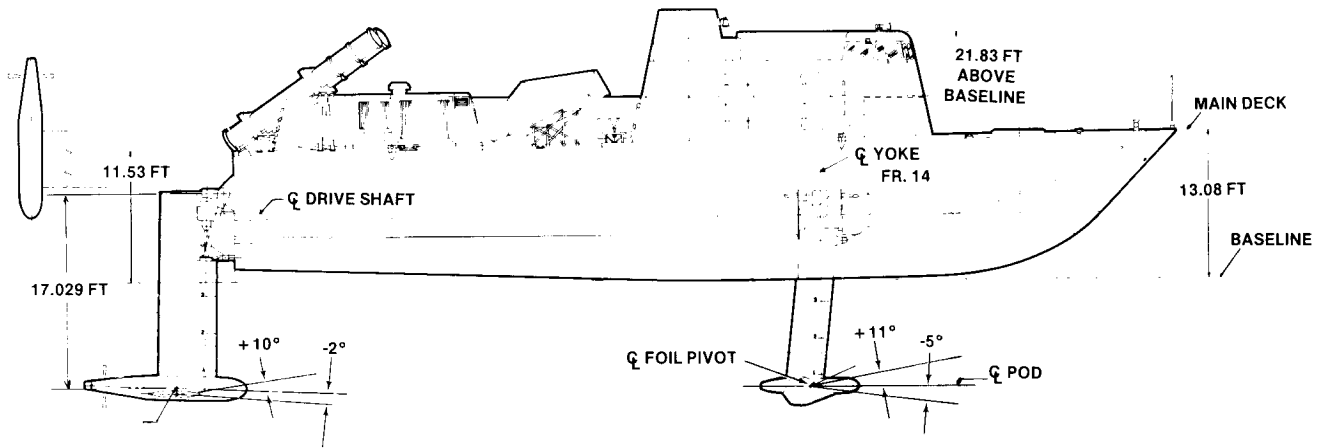 21.83 FT
ABOVE
BASELINE
MAIN DECK
℄ YOKE
FR. 14
11.53 FT
℄ DRIVE SHAFT
13.08 FT
BASELINE
17.029 FT
+10°
-2°
℄ FOIL PIVOT
+11°
-5°
℄ POD